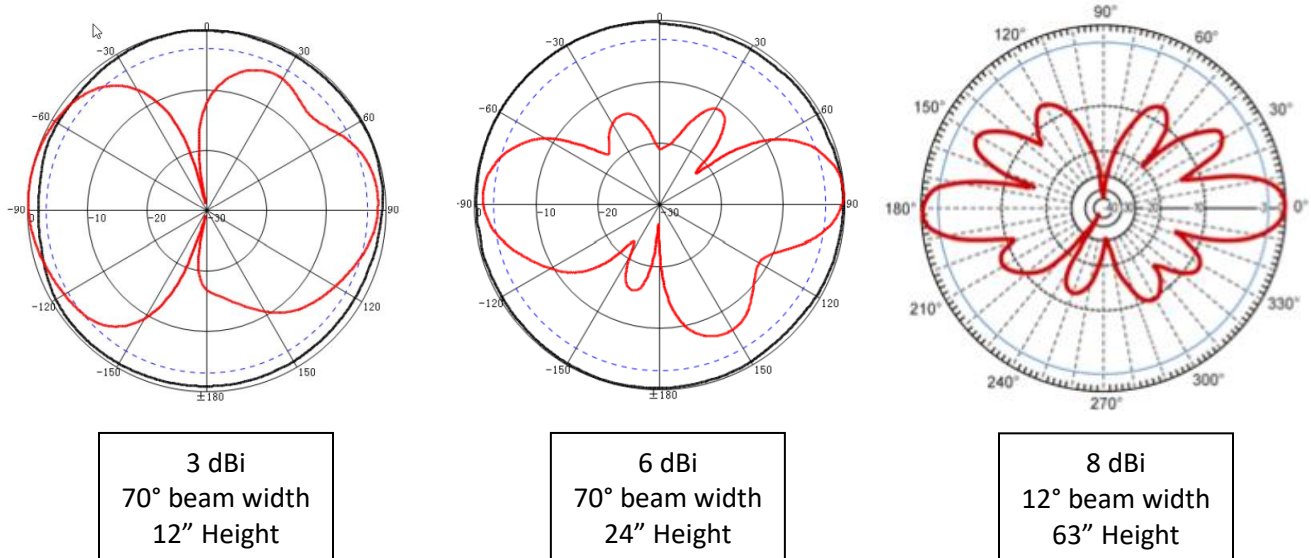 0
-30 30
-60 60
-90 90
0 -10 -20 -30
-120 120
-150 150
±180
3 dBi
70° beam width
12” Height
0
-30 30
-60 60
-90 90
0 -10 -20 -30
-120 120
-150 150
±180
6 dBi
70° beam width
24” Height
90°
120° 60°
150° 30°
180° 0°
210° 330°
240° 300°
270°
8 dBi
12° beam width
63” Height